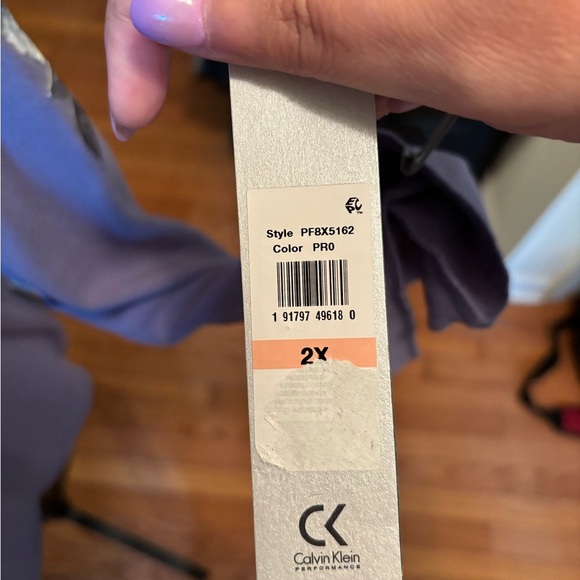 Style PF8X5162
Color PR0
1 91797 49618 0
2X
CK
Calvin Klein
PERFORMANCE